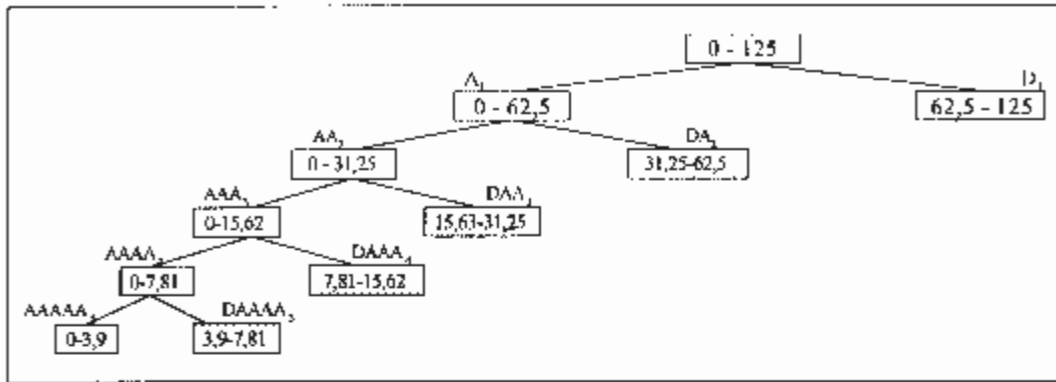 0 - 125
A₁ D₁
0 - 62,5 62,5 - 125
AA₂ DA₂
0 - 31,25 31,25-62,5
AAA₃ DAA₃
0-15,62 15,63-31,25
AAAA₄ DAAA₄
0-7,81 7,81-15,62
AAAAA₅ DAAAA₅
0-3,9 3,9-7,81